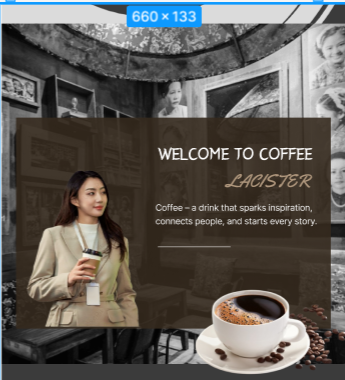 660 × 133
WELCOME TO COFFEE
LACISTER
Coffee – a drink that sparks inspiration,
connects people, and starts every story.